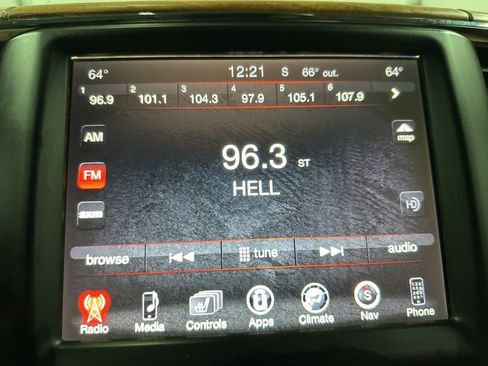 64° 12:21 S 66° out. 64°
1 96.9 2 101.1 3 104.3 4 97.9 5 105.1 6 107.9
AM
map
96.3 ST
FM
HELL
sxm
HD
browse tune audio
Radio Media Controls Apps Climate Nav Phone
S